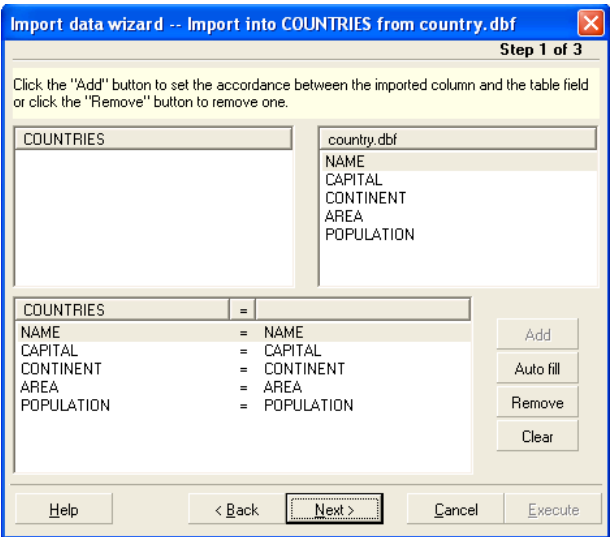 Import data wizard -- Import into COUNTRIES from country.dbf
Step 1 of 3
Click the "Add" button to set the accordance between the imported column and the table field
or click the "Remove" button to remove one.
COUNTRIES
country.dbf
NAME
CAPITAL
CONTINENT
AREA
POPULATION
COUNTRIES =
NAME = NAME
CAPITAL = CAPITAL
CONTINENT = CONTINENT
AREA = AREA
POPULATION = POPULATION
Add
Auto fill
Remove
Clear
Help < Back Next > Cancel Execute